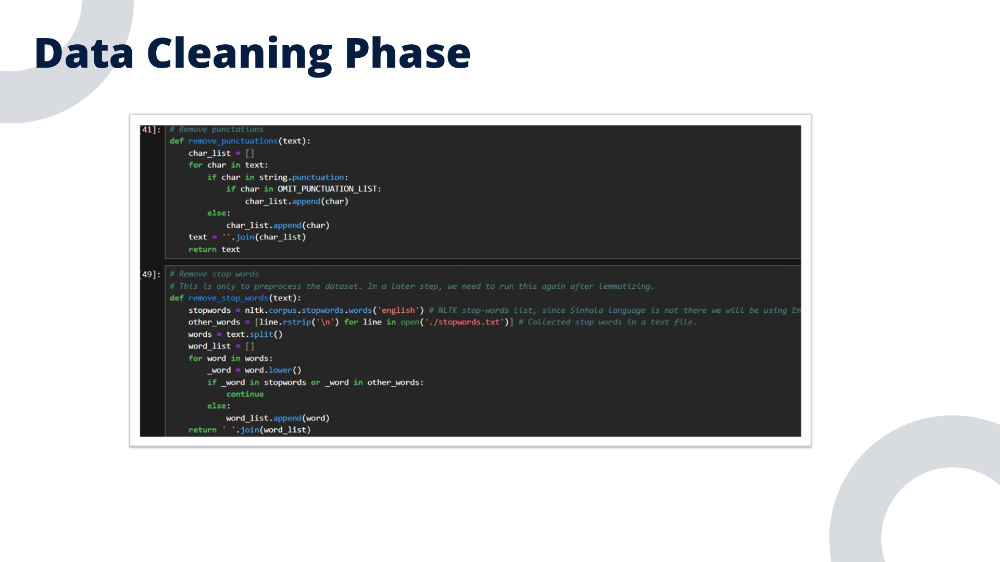 Data Cleaning Phase
[41]: # Remove punctations
def remove_punctuations(text):
    char_list = []
    for char in text:
        if char in string.punctuation:
            if char in OMIT_PUNCTUATION_LIST:
                char_list.append(char)
        else:
            char_list.append(char)
    text = ''.join(char_list)
    return text
[49]: # Remove stop words
# This is only to preprocess the dataset. In a later step, we need to run this again after lemmatizing.
def remove_stop_words(text):
    stopwords = nltk.corpus.stopwords.words('english') # NLTK stop-words list, since Sinhala language is not there we will be using En
    other_words = [line.rstrip('\n') for line in open('./stopwords.txt')] # Collected stop words in a text file.
    words = text.split()
    word_list = []
    for word in words:
        _word = word.lower()
        if _word in stopwords or _word in other_words:
            continue
        else:
            word_list.append(word)
    return ' '.join(word_list)